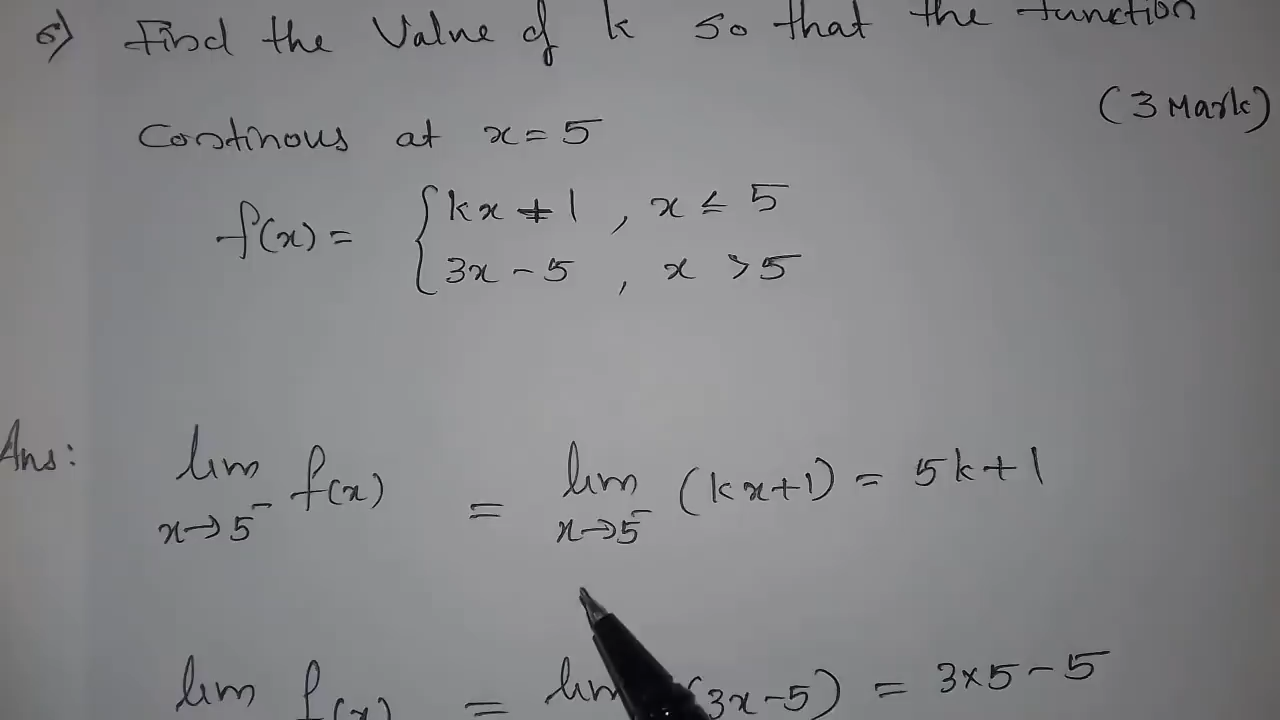 6) Find the Value of k so that the function
(3 Mark)
Continous at x = 5
f(x) = { kx + 1 , x ≤ 5
3x - 5 , x > 5
Ans: lim x→5⁻ f(x) = lim x→5⁻ (kx+1) = 5k+1
lim f(x) = lim (3x-5) = 3×5-5